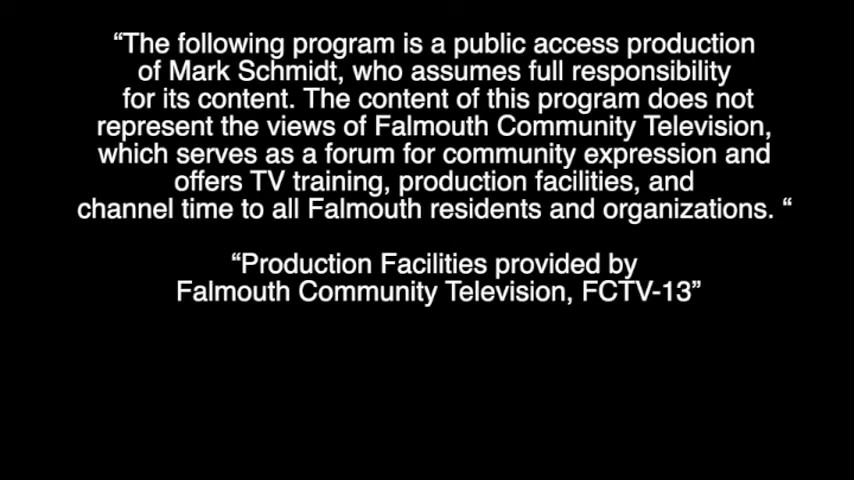 “The following program is a public access production
of Mark Schmidt, who assumes full responsibility
for its content. The content of this program does not
represent the views of Falmouth Community Television,
which serves as a forum for community expression and
offers TV training, production facilities, and
channel time to all Falmouth residents and organizations. “
“Production Facilities provided by
Falmouth Community Television, FCTV-13”